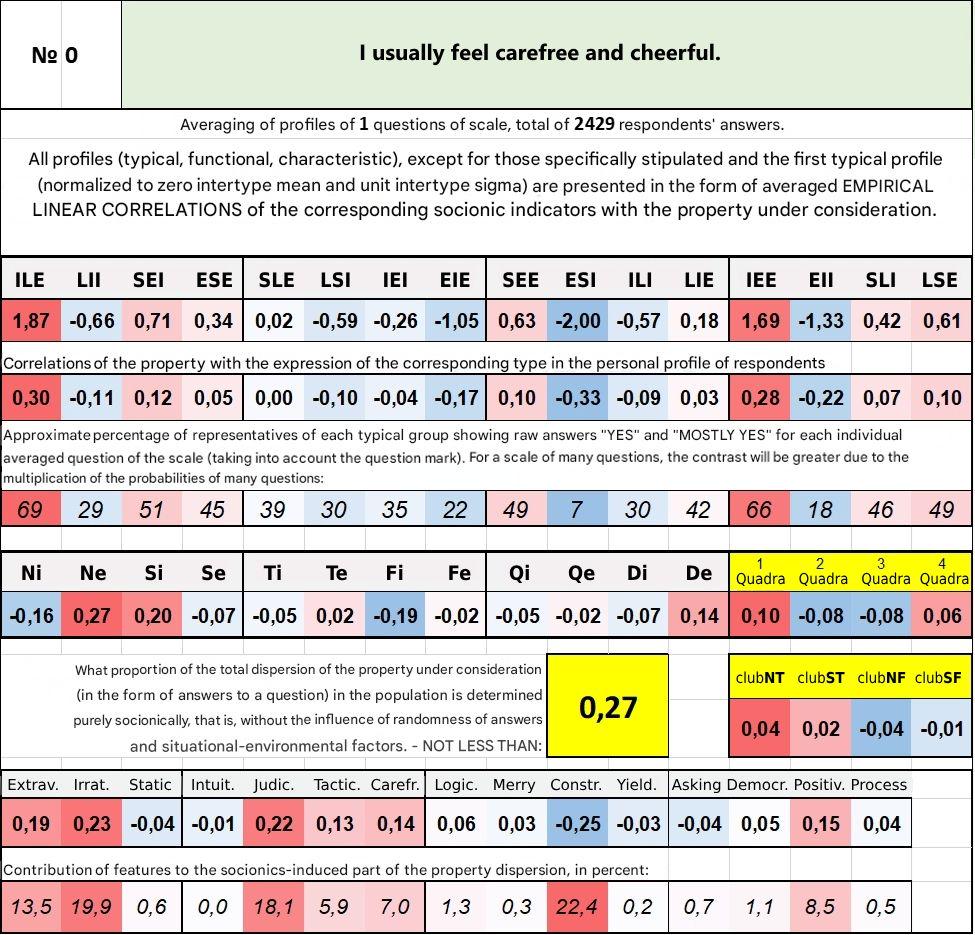 № 0
I usually feel carefree and cheerful.
Averaging of profiles of 1 questions of scale, total of 2429 respondents' answers.
All profiles (typical, functional, characteristic), except for those specifically stipulated and the first typical profile
(normalized to zero intertype mean and unit intertype sigma) are presented in the form of averaged EMPIRICAL
LINEAR CORRELATIONS of the corresponding socionic indicators with the property under consideration.
ILE LII SEI ESE SLE LSI IEI EIE SEE ESI ILI LIE IEE EII SLI LSE
1,87 -0,66 0,71 0,34 0,02 -0,59 -0,26 -1,05 0,63 -2,00 -0,57 0,18 1,69 -1,33 0,42 0,61
Correlations of the property with the expression of the corresponding type in the personal profile of respondents
0,30 -0,11 0,12 0,05 0,00 -0,10 -0,04 -0,17 0,10 -0,33 -0,09 0,03 0,28 -0,22 0,07 0,10
Approximate percentage of representatives of each typical group showing raw answers "YES" and "MOSTLY YES" for each individual
averaged question of the scale (taking into account the question mark). For a scale of many questions, the contrast will be greater due to the
multiplication of the probabilities of many questions:
69 29 51 45 39 30 35 22 49 7 30 42 66 18 46 49
Ni Ne Si Se Ti Te Fi Fe Qi Qe Di De 1 Quadra 2 Quadra 3 Quadra 4 Quadra
-0,16 0,27 0,20 -0,07 -0,05 0,02 -0,19 -0,02 -0,05 -0,02 -0,07 0,14 0,10 -0,08 -0,08 0,06
What proportion of the total dispersion of the property under consideration
(in the form of answers to a question) in the population is determined
purely socionically, that is, without the influence of randomness of answers
and situational-environmental factors. - NOT LESS THAN:
0,27
clubNT clubST clubNF clubSF
0,04 0,02 -0,04 -0,01
Extrav. Irrat. Static Intuit. Judic. Tactic. Carefr. Logic. Merry Constr. Yield. Asking Democr. Positiv. Process
0,19 0,23 -0,04 -0,01 0,22 0,13 0,14 0,06 0,03 -0,25 -0,03 -0,04 0,05 0,15 0,04
Contribution of features to the socionics-induced part of the property dispersion, in percent:
13,5 19,9 0,6 0,0 18,1 5,9 7,0 1,3 0,3 22,4 0,2 0,7 1,1 8,5 0,5